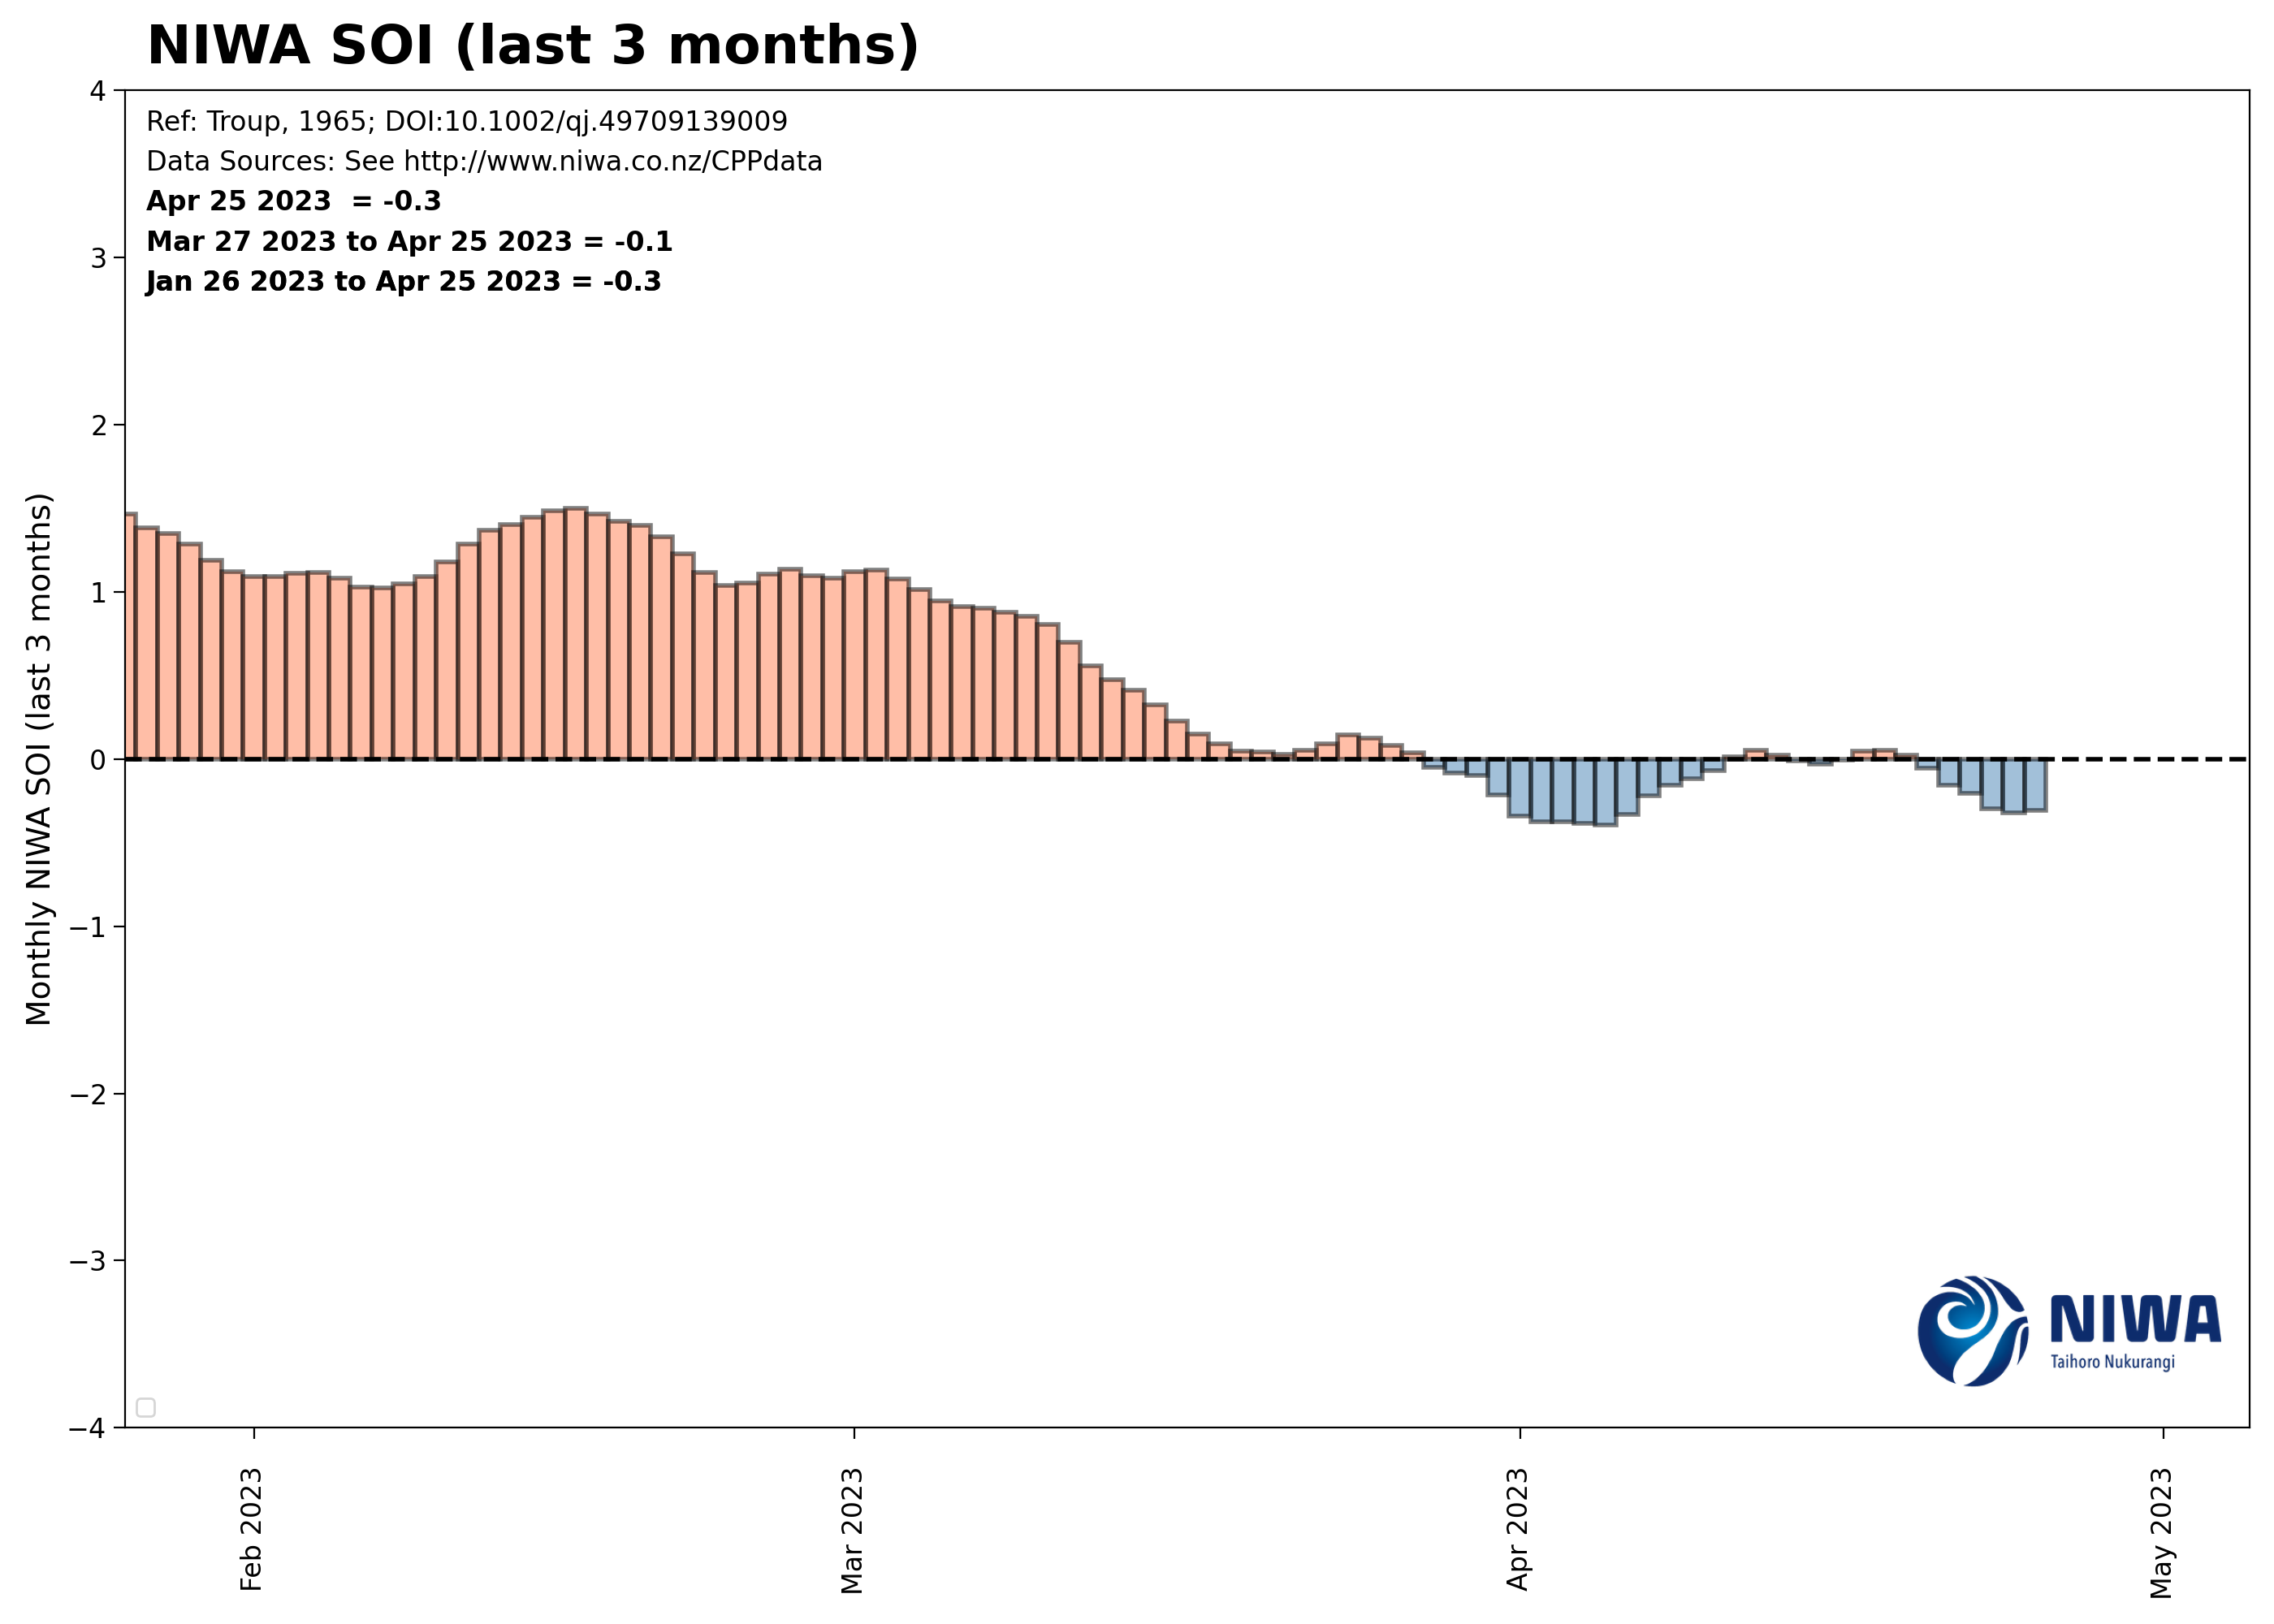 NIWA SOI (last 3 months)
Ref: Troup, 1965; DOI:10.1002/qj.49709139009
Data Sources: See http://www.niwa.co.nz/CPPdata
Apr 25 2023  = -0.3
Mar 27 2023 to Apr 25 2023 = -0.1
Jan 26 2023 to Apr 25 2023 = -0.3
Monthly NIWA SOI (last 3 months)
4
3
2
1
0
−1
−2
−3
−4
Feb 2023
Mar 2023
Apr 2023
May 2023
NIWA
Taihoro Nukurangi